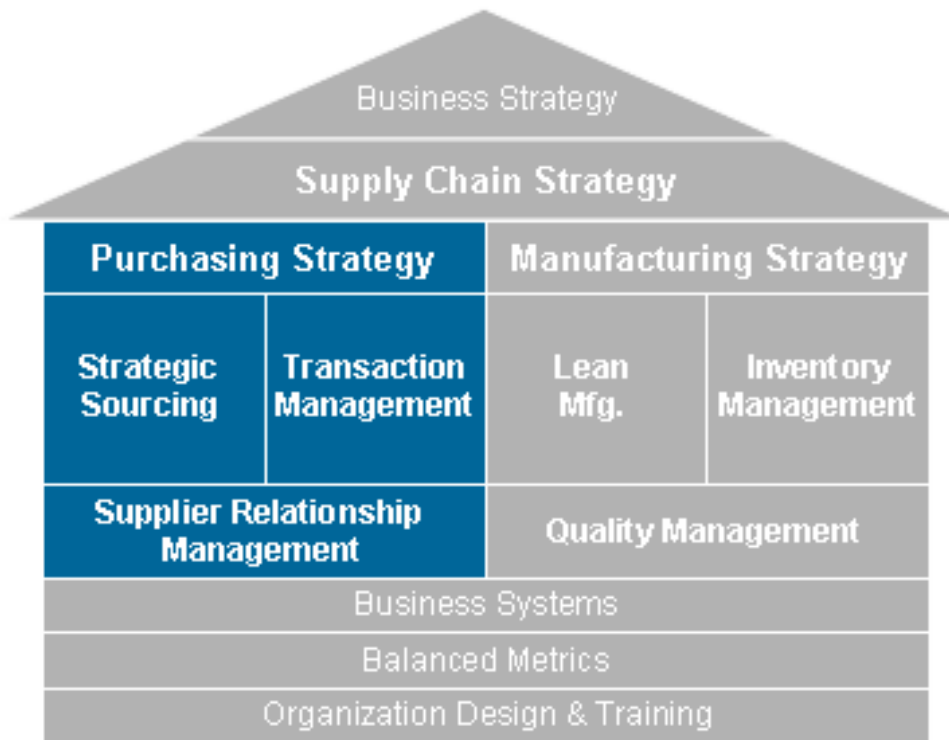 Business Strategy
Supply Chain Strategy
Purchasing Strategy
Manufacturing Strategy
Strategic
Sourcing
Transaction
Management
Lean
Mfg.
Inventory
Management
Supplier Relationship
Management
Quality Management
Business Systems
Balanced Metrics
Organization Design & Training